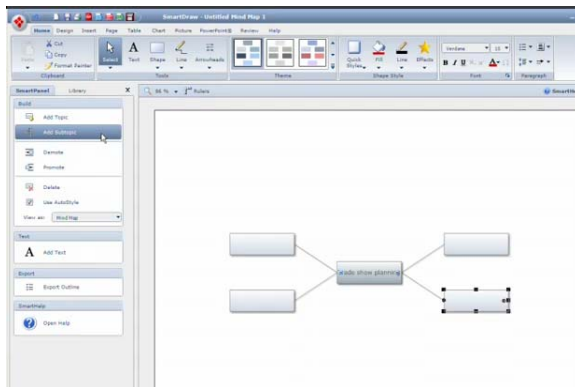 SmartDraw - Untitled Mind Map 1
Home Design Insert Page Table Chart Picture PowerPoint® Review Help
Cut
Copy
Format Painter
Select Text Shape Line Arrowheads
Quick Styles Fill Line Effects
Verdana 10
B I U
Clipboard Tools Theme Shape Style Font Paragraph
SmartPanel Library X
86 % Rulers
Build
Add Topic
Add Subtopic
Demote
Promote
Delete
Use AutoStyle
View as: Mind Map
Text
A Add Text
Export
Export Outline
SmartHelp
Open Help
trade show planning